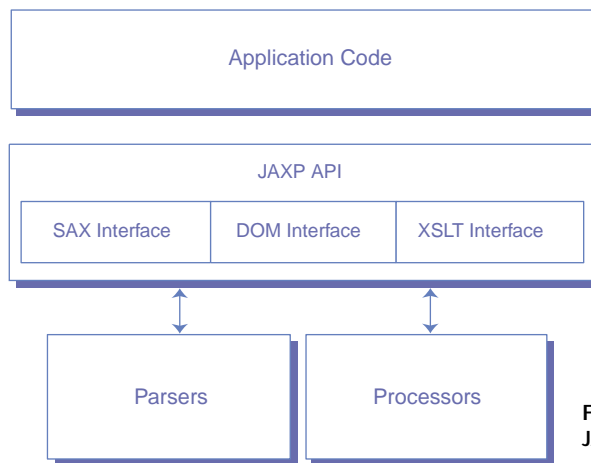 Application Code
JAXP API
SAX Interface DOM Interface XSLT Interface
Parsers Processors
F
J